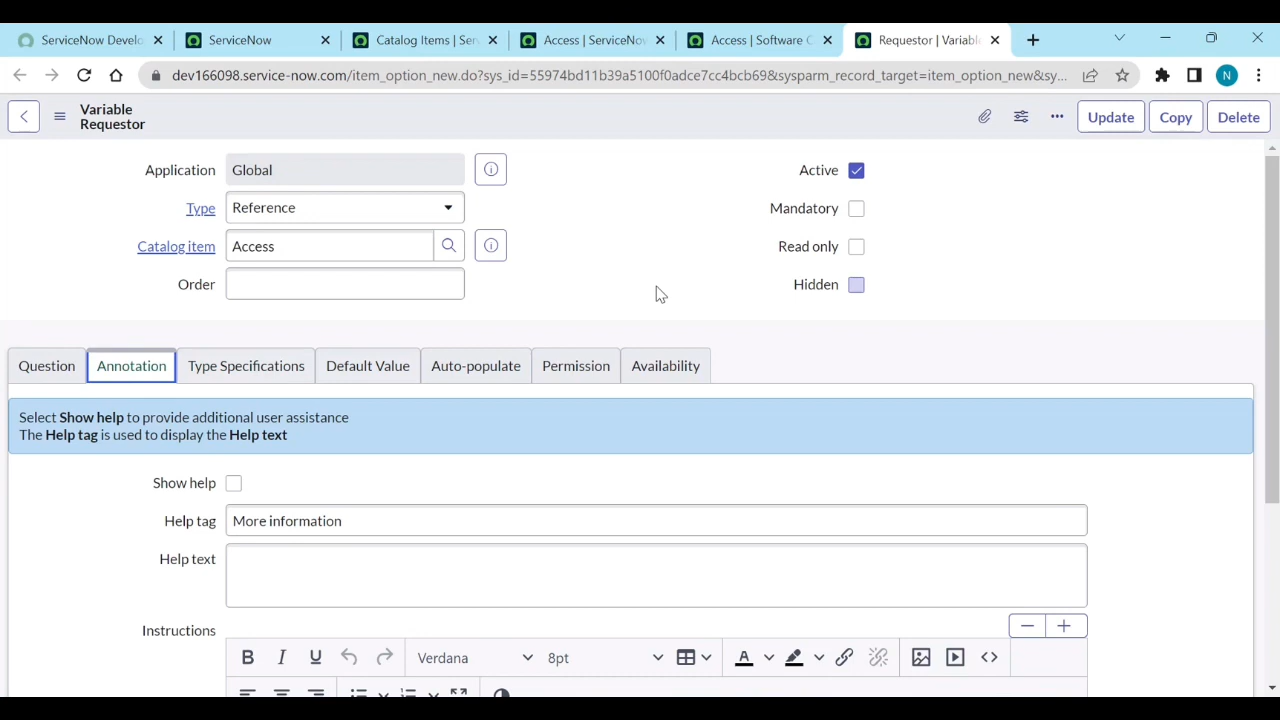 ServiceNow Develo
ServiceNow
Catalog Items | Ser
Access | ServiceNow
Access | Software C
Requestor | Variabl
dev166098.service-now.com/item_option_new.do?sys_id=55974bd11b39a5100f0adce7cc4bcb69&sysparm_record_target=item_option_new&sy...
N
Variable
Requestor
Update
Copy
Delete
Application
Global
Active
Type
Reference
Mandatory
Catalog item
Access
Read only
Order
Hidden
Question
Annotation
Type Specifications
Default Value
Auto-populate
Permission
Availability
Select Show help to provide additional user assistance
The Help tag is used to display the Help text
Show help
Help tag
More information
Help text
Instructions
B I U
Verdana
8pt
A